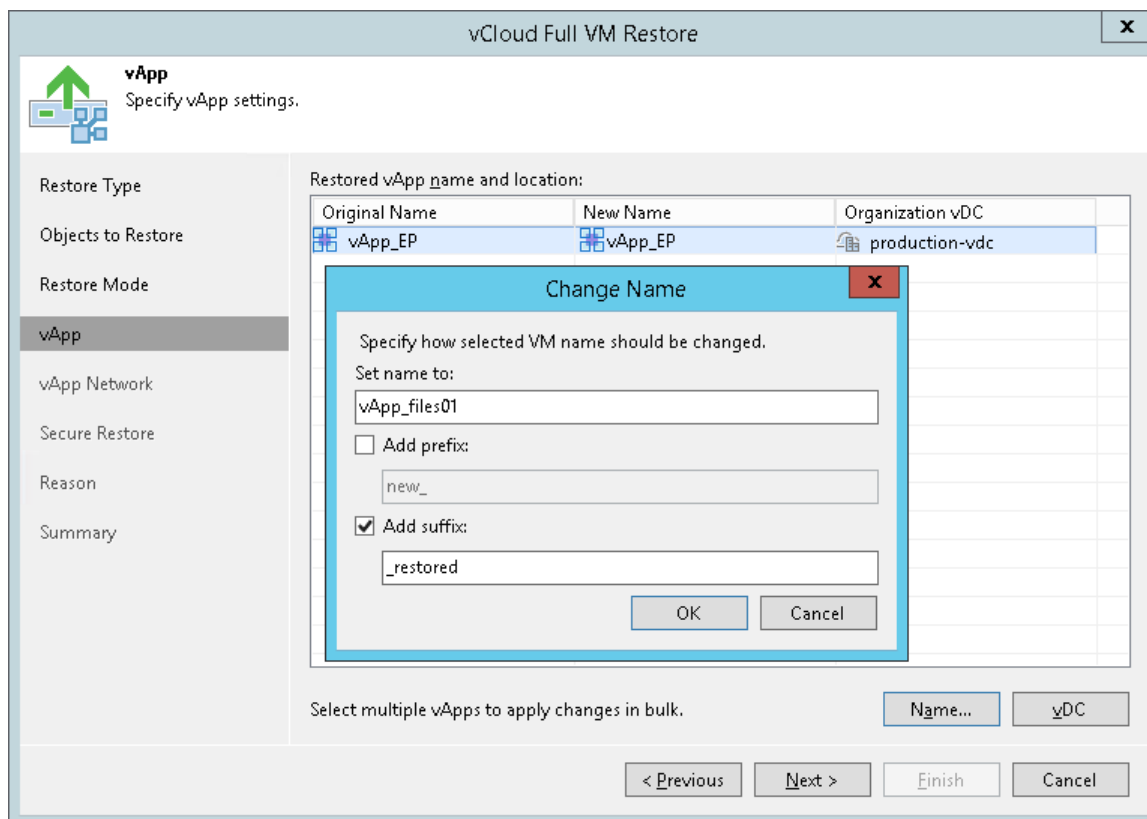 vCloud Full VM Restore
x
vApp
Specify vApp settings.
Restore Type
Objects to Restore
Restore Mode
vApp
vApp Network
Secure Restore
Reason
Summary
Restored vApp name and location:
Original Name New Name Organization vDC
vApp_EP vApp_EP production-vdc
Change Name
x
Specify how selected VM name should be changed.
Set name to:
vApp_files01
Add prefix:
new_
Add suffix:
_restored
OK Cancel
Select multiple vApps to apply changes in bulk.
Name... vDC
< Previous Next > Finish Cancel